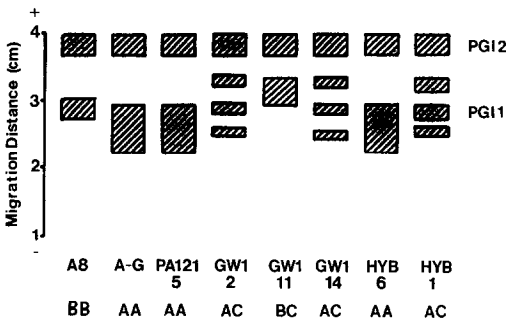 +
4
PGI2
3
PGI1
2
1
-
Migration Distance (cm)
A8 A-G PA121 GW1 GW1 GW1 HYB HYB
5 2 11 14 6 1
BB AA AA AC BC AC AA AC